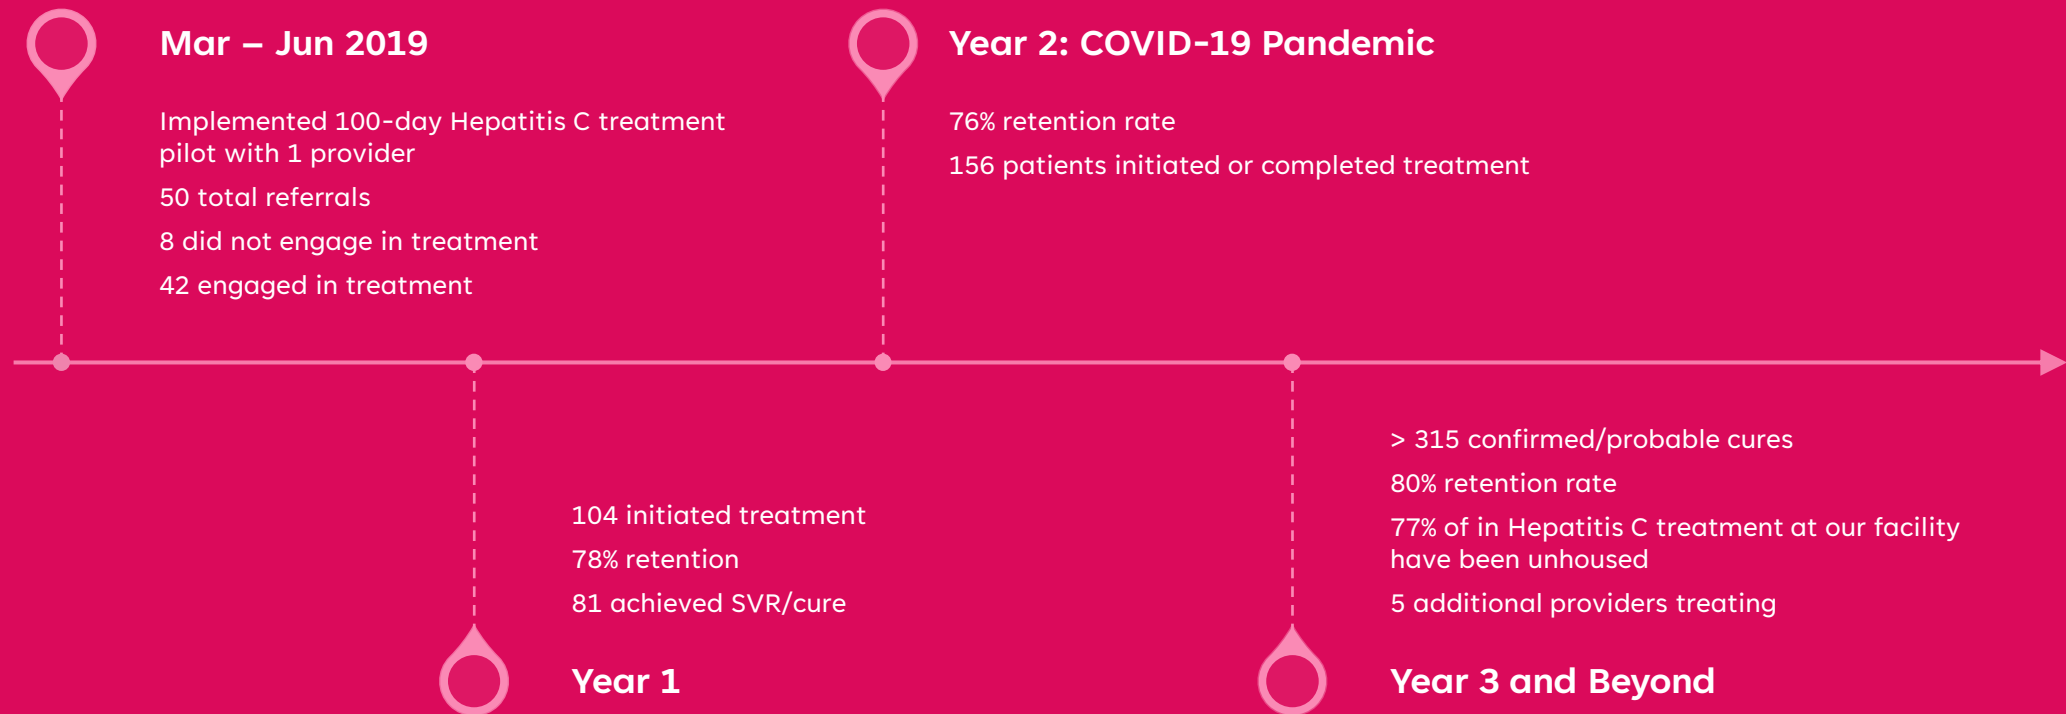 Mar – Jun 2019
Implemented 100-day Hepatitis C treatment
pilot with 1 provider
50 total referrals
8 did not engage in treatment
42 engaged in treatment
104 initiated treatment
78% retention
81 achieved SVR/cure
Year 1
Year 2: COVID-19 Pandemic
76% retention rate
156 patients initiated or completed treatment
> 315 confirmed/probable cures
80% retention rate
77% of in Hepatitis C treatment at our facility
have been unhoused
5 additional providers treating
Year 3 and Beyond